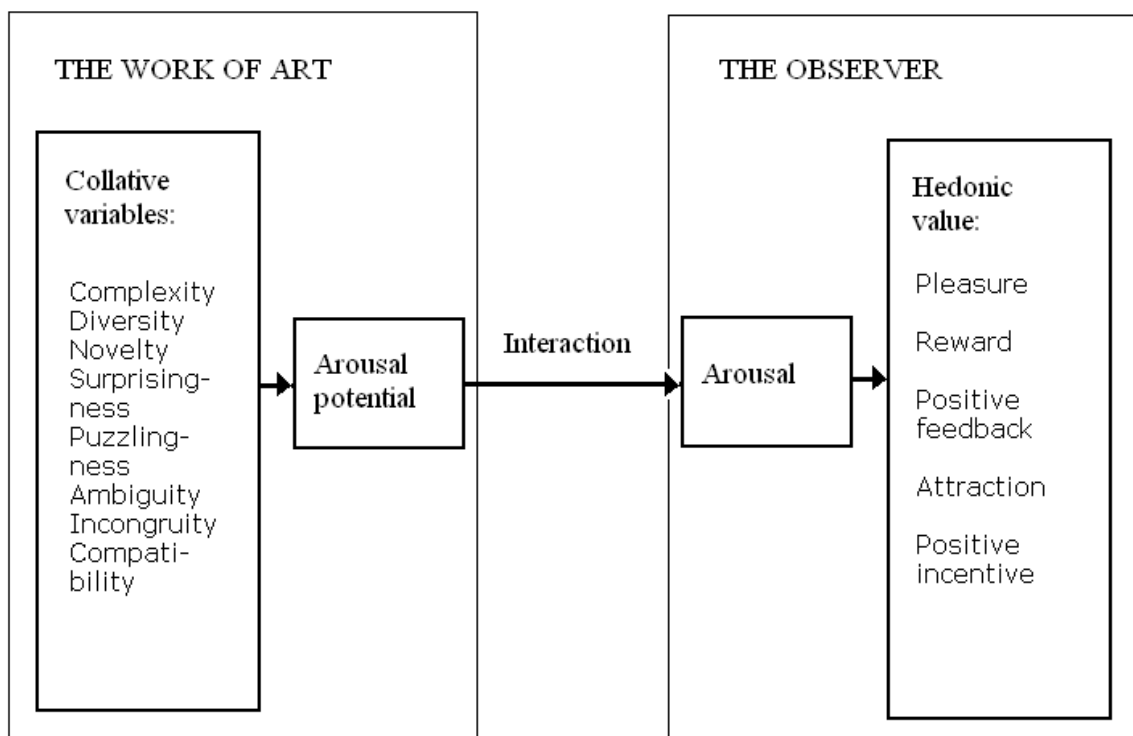 THE WORK OF ART
Collative
variables:
Complexity
Diversity
Novelty
Surprising-
ness
Puzzling-
ness
Ambiguity
Incongruity
Compati-
bility
Arousal
potential
Interaction
THE OBSERVER
Arousal
Hedonic
value:
Pleasure
Reward
Positive
feedback
Attraction
Positive
incentive